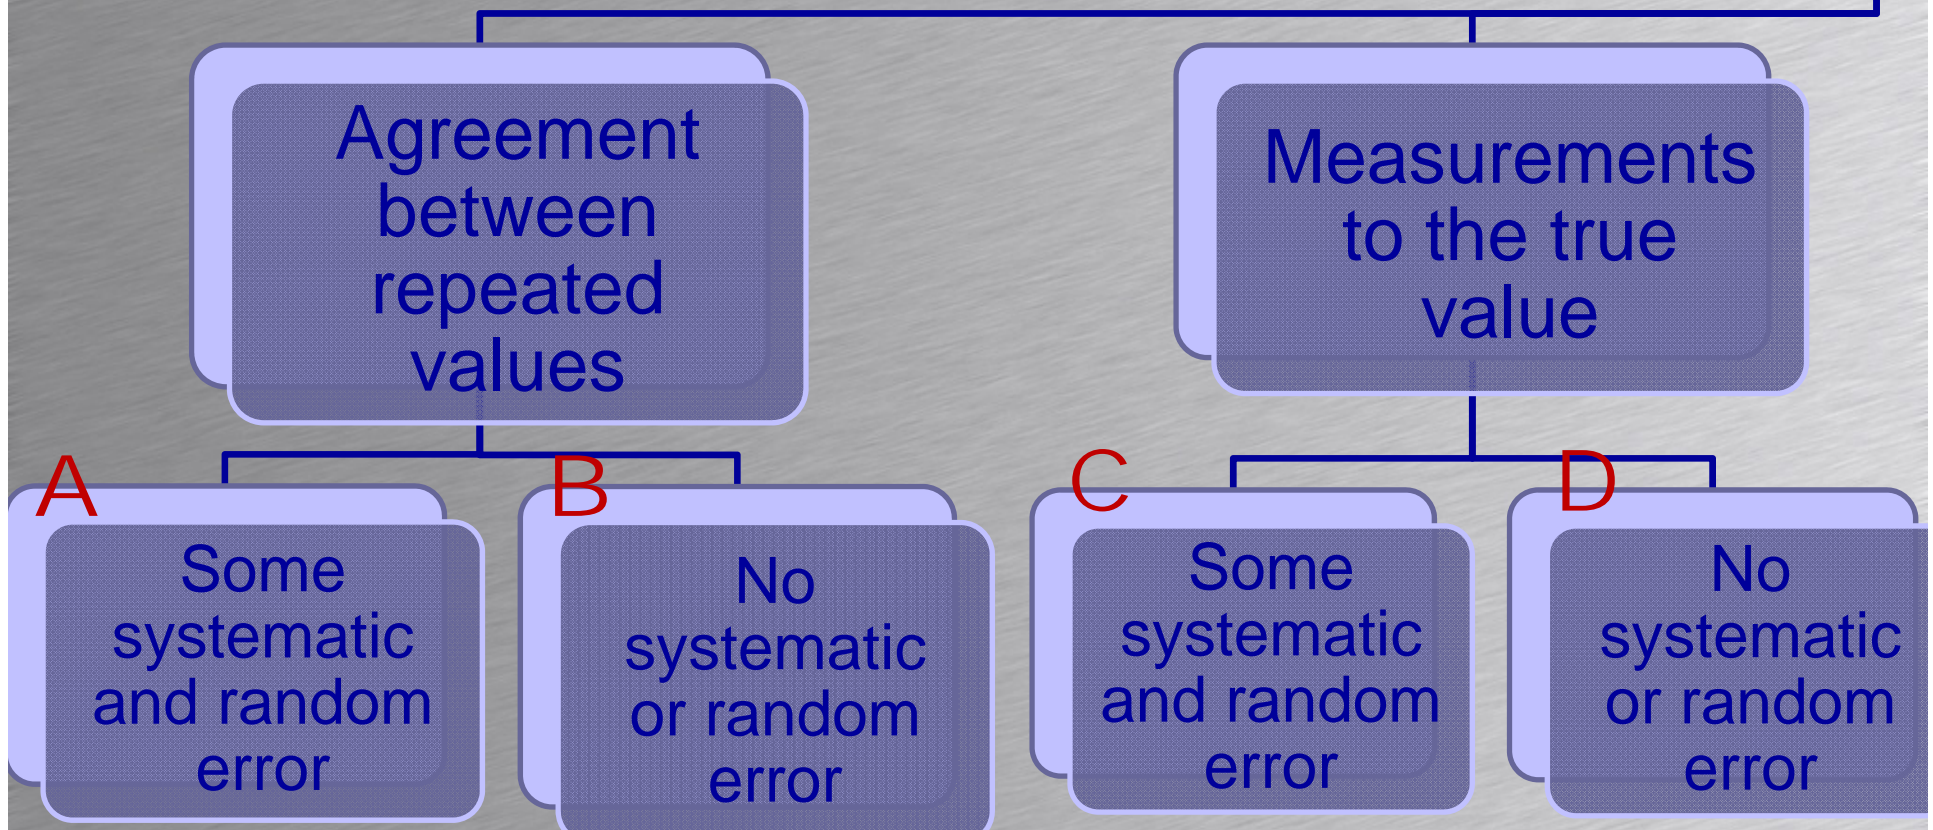 Agreement
between
repeated
values
Measurements
to the true
value
A
Some
systematic
and random
error
B
No
systematic
or random
error
C
Some
systematic
and random
error
D
No
systematic
or random
error